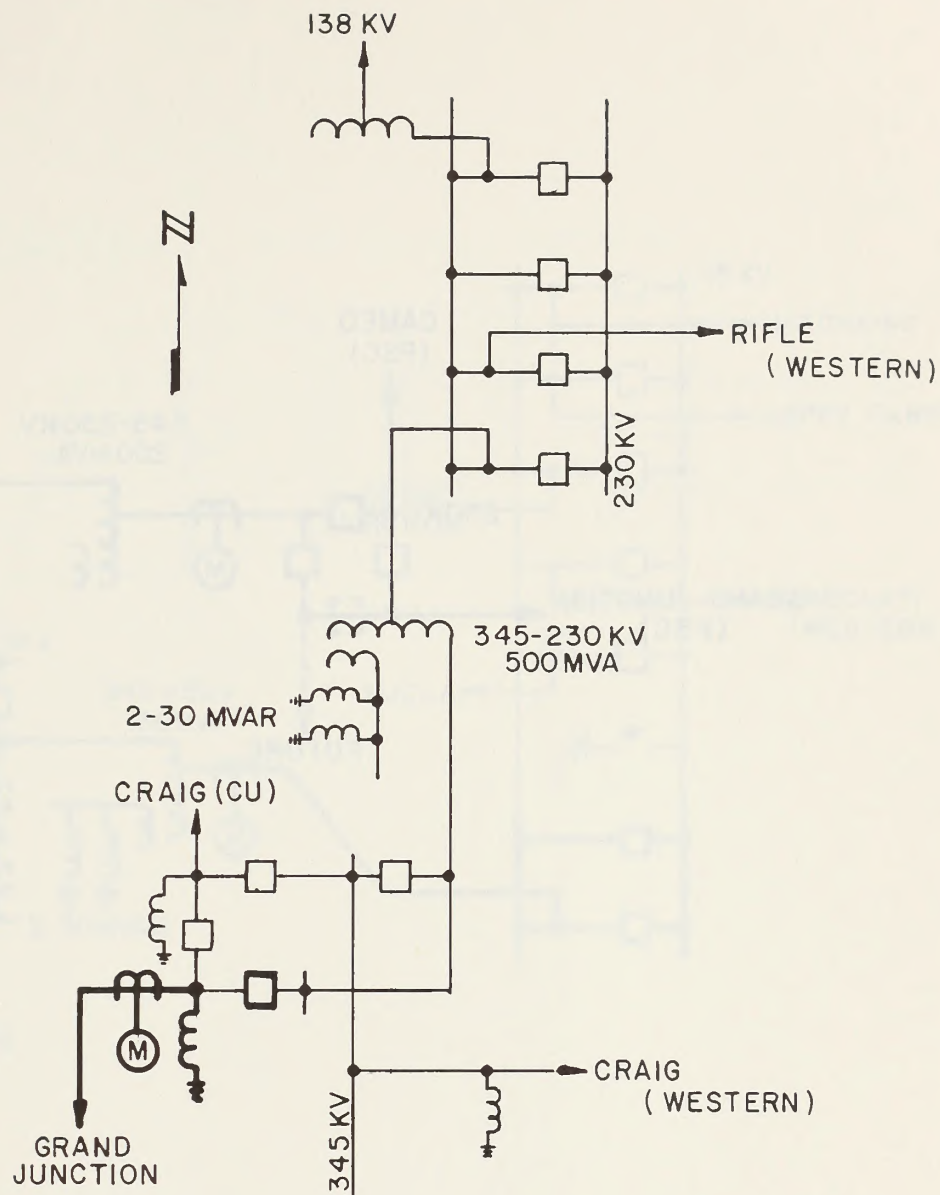 138 KV
N
RIFLE
(WESTERN)
230 KV
345-230 KV
500 MVA
2-30 MVAR
CRAIG (CU)
M
CRAIG
(WESTERN)
345 KV
GRAND
JUNCTION